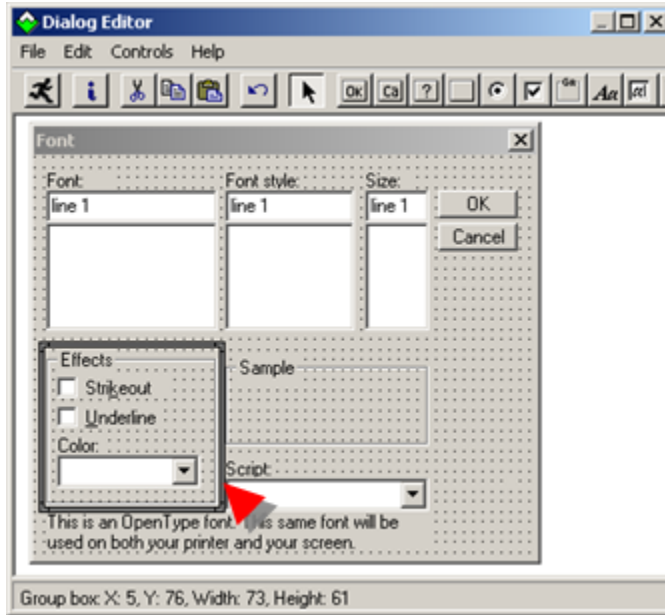 Dialog Editor
File Edit Controls Help
OK Ca ? Aa
Font
Font: Font style: Size:
line 1 line 1 line 1 OK
Cancel
Effects Sample
Strikeout
Underline
Color:
Script:
This is an OpenType font. This same font will be
used on both your printer and your screen.
Group box: X: 5, Y: 76, Width: 73, Height: 61